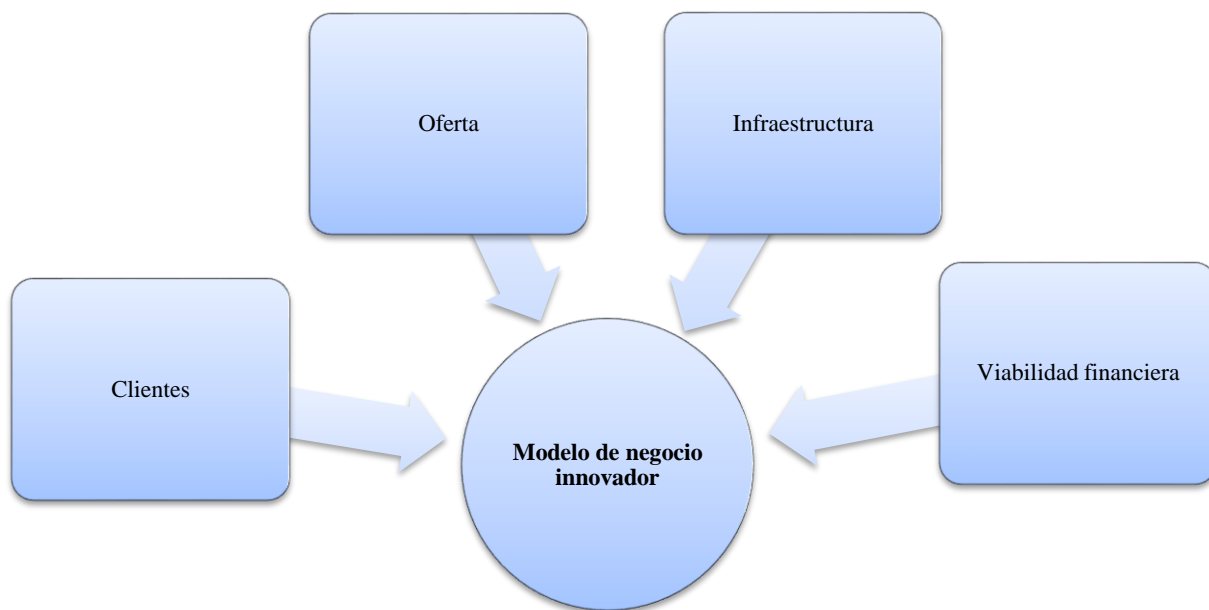 Oferta
Infraestructura
Clientes
Viabilidad financiera
Modelo de negocio
innovador